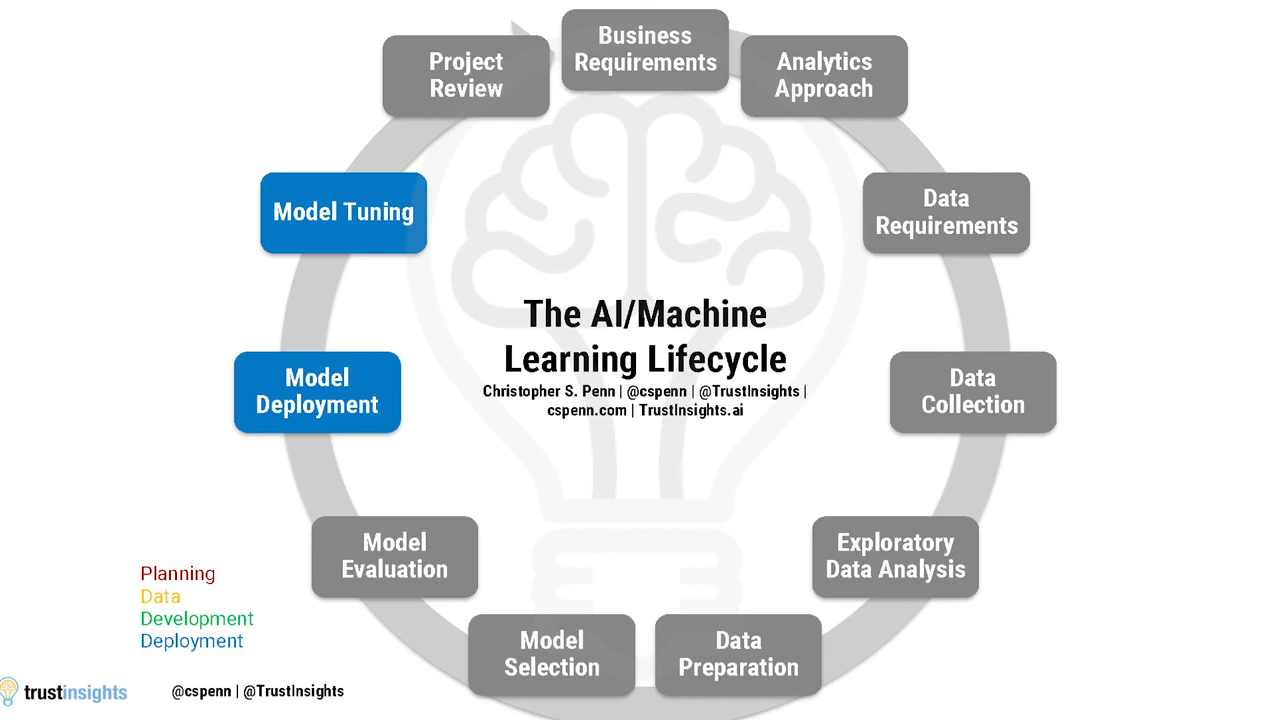 Business
Requirements
Analytics
Approach
Data
Requirements
Data
Collection
Exploratory
Data Analysis
Data
Preparation
Model
Selection
Model
Evaluation
Model
Deployment
Model Tuning
Project
Review
The AI/Machine
Learning Lifecycle
Christopher S. Penn | @cspenn | @TrustInsights |
cspenn.com | TrustInsights.ai
Planning
Data
Development
Deployment
trustinsights
@cspenn | @TrustInsights